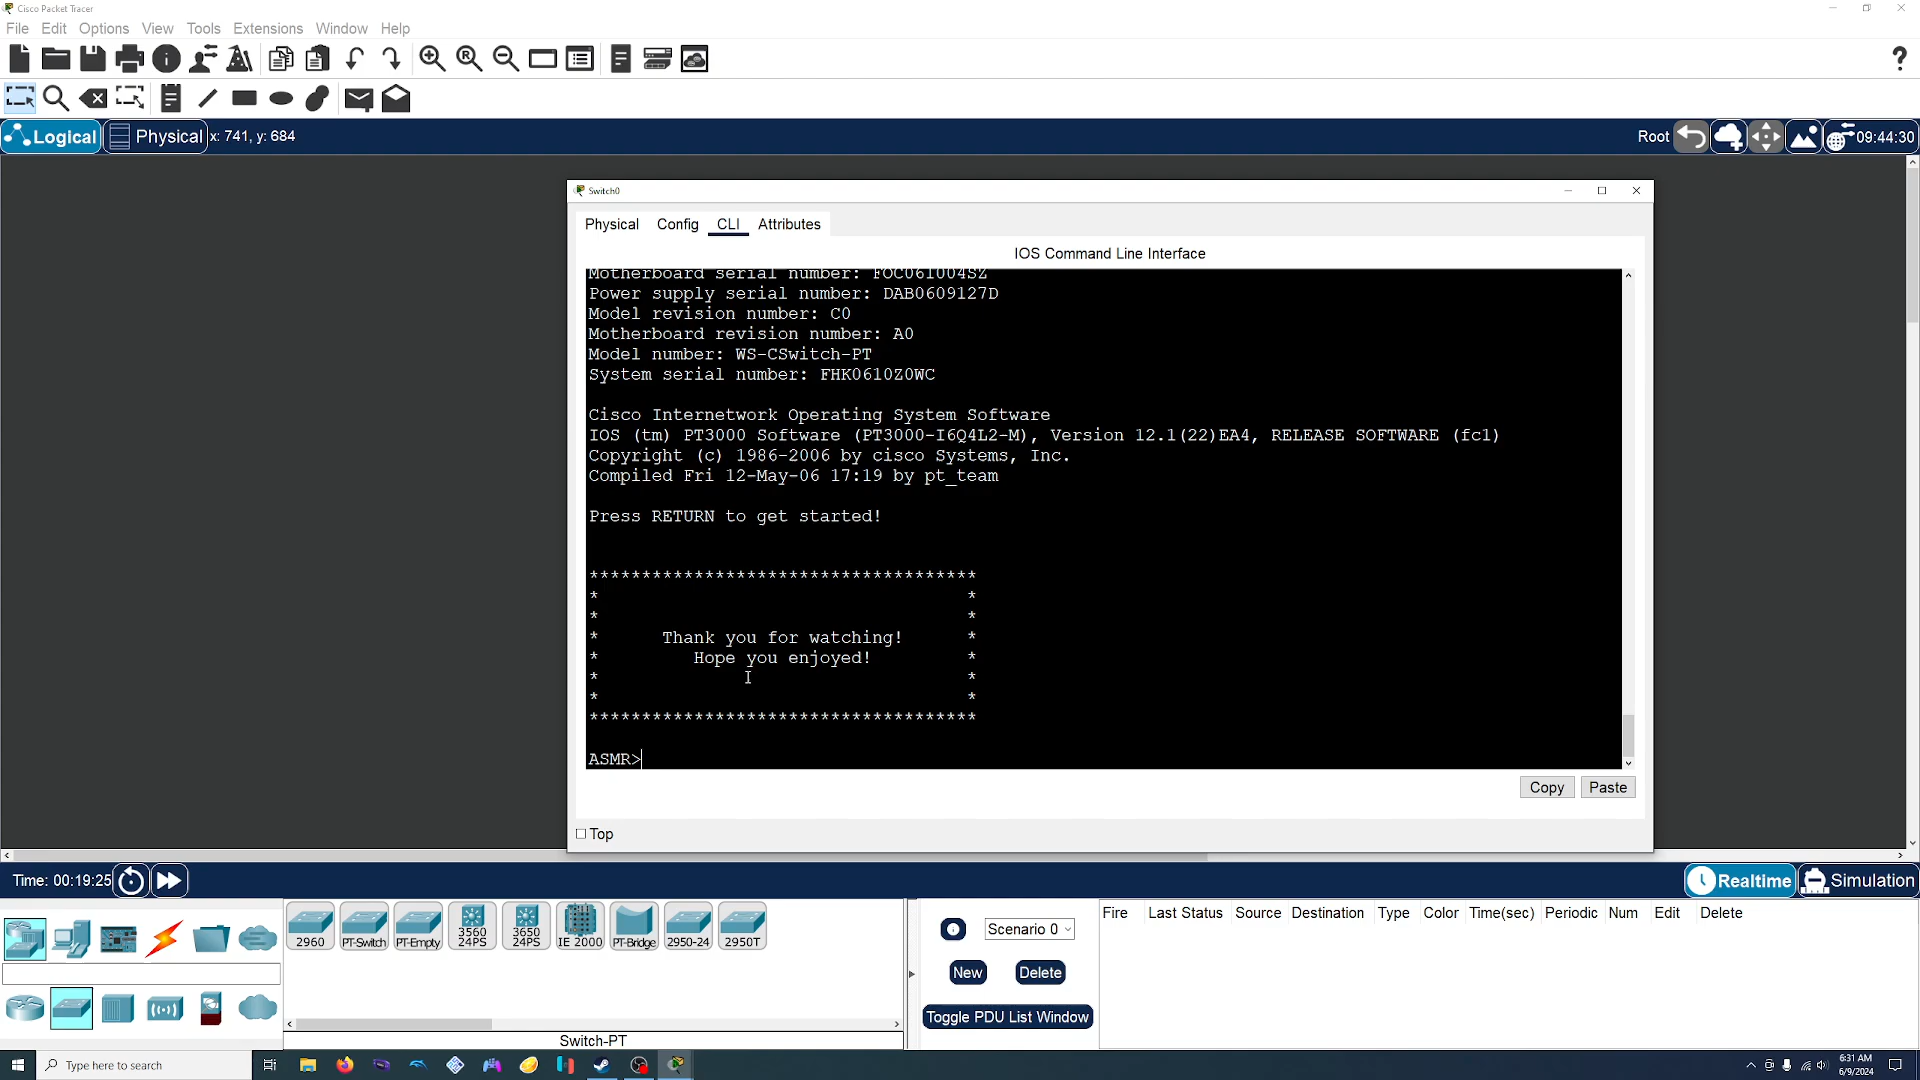 Cisco Packet Tracer
File Edit Options View Tools Extensions Window Help
Logical Physical x: 741, y: 684 Root 09:44:30
Switch0
Physical Config CLI Attributes
IOS Command Line Interface
Motherboard serial number: FOC061004SZ
Power supply serial number: DAB0609127D
Model revision number: C0
Motherboard revision number: A0
Model number: WS-CSwitch-PT
System serial number: FHK0610Z0WC
Cisco Internetwork Operating System Software
IOS (tm) PT3000 Software (PT3000-I6Q4L2-M), Version 12.1(22)EA4, RELEASE SOFTWARE (fc1)
Copyright (c) 1986-2006 by cisco Systems, Inc.
Compiled Fri 12-May-06 17:19 by pt_team
Press RETURN to get started!
*************************************
* *
* *
* Thank you for watching! *
* Hope you enjoyed! *
* *
* *
*************************************
ASMR>
Copy Paste
Top
Time: 00:19:25 Realtime Simulation
2960 PT-Switch PT-Empty 3560 24PS 3650 24PS IE 2000 PT-Bridge 2950-24 2950T
Switch-PT
Scenario 0
New Delete
Toggle PDU List Window
Fire Last Status Source Destination Type Color Time(sec) Periodic Num Edit Delete
Type here to search
6:31 AM
6/9/2024